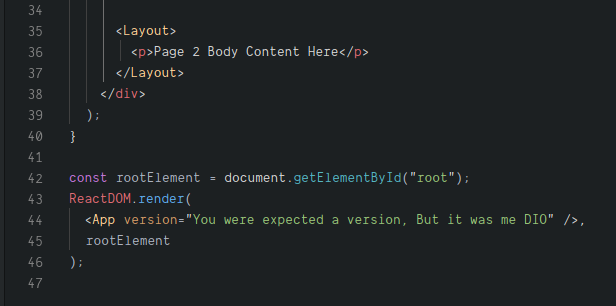 34
35 <Layout>
36 <p>Page 2 Body Content Here</p>
37 </Layout>
38 </div>
39 );
40 }
41
42 const rootElement = document.getElementById("root");
43 ReactDOM.render(
44 <App version="You were expected a version, But it was me DIO" />,
45 rootElement
46 );
47